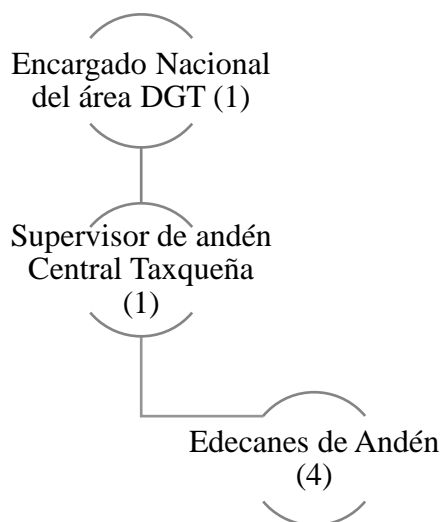 Encargado Nacional
del área DGT (1)
Supervisor de andén
Central Taxqueña
(1)
Edecanes de Andén
(4)